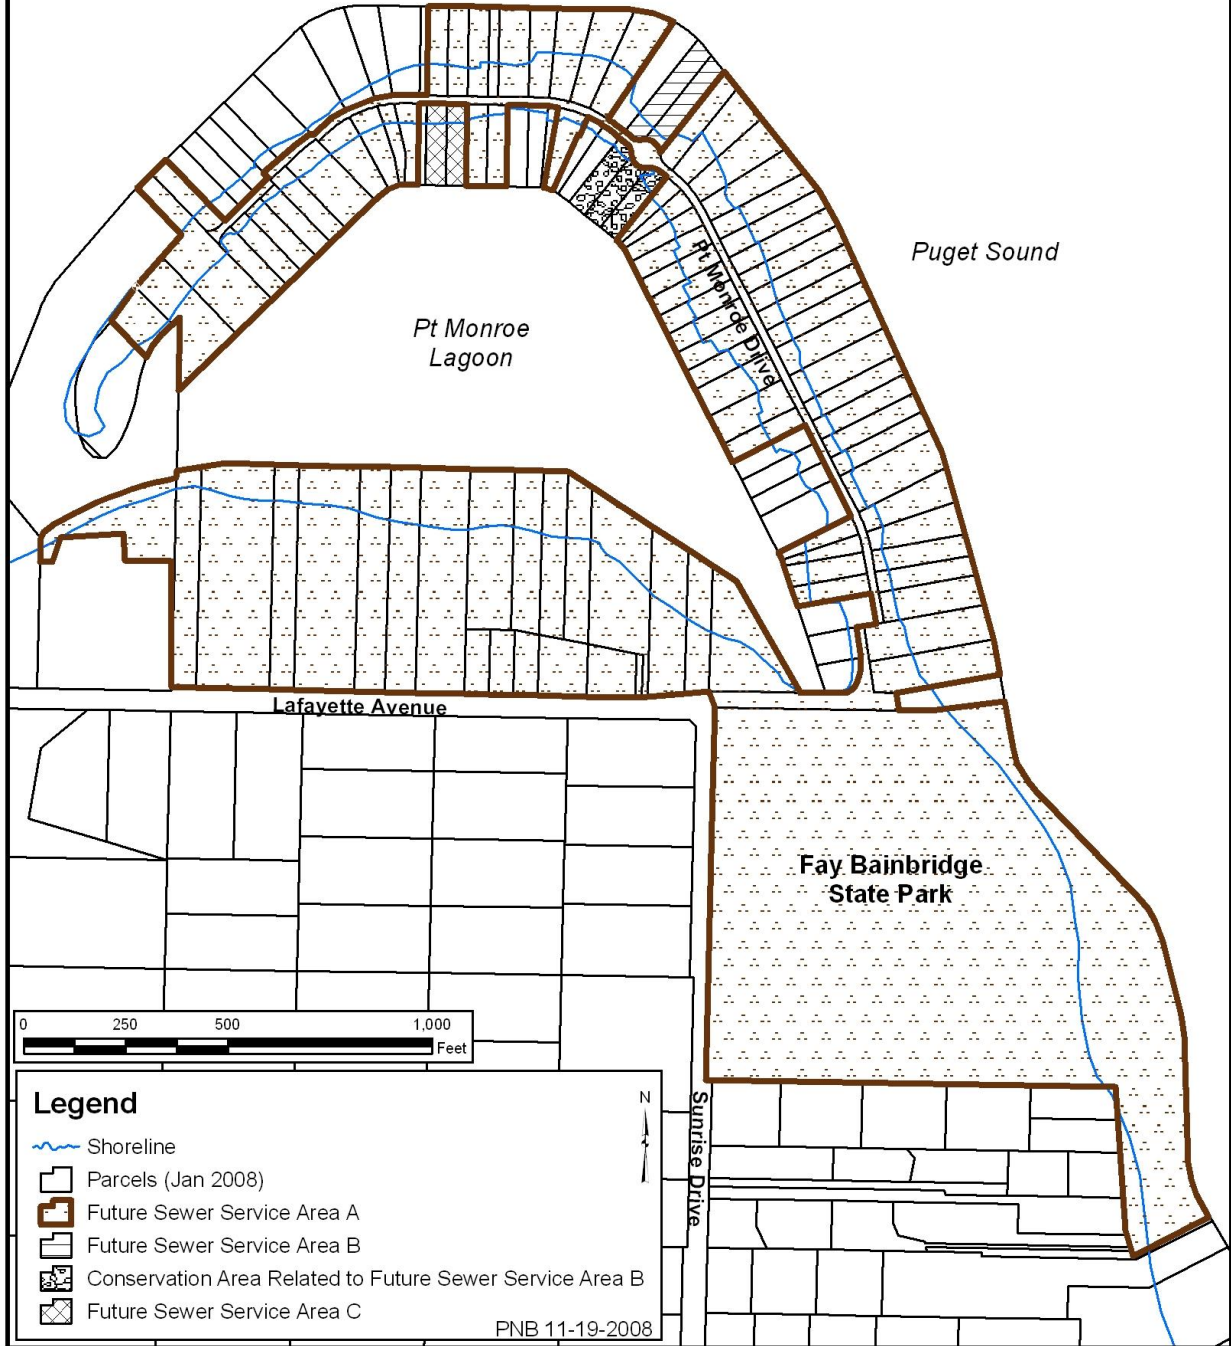 Puget Sound
Pt Monroe Drive
Pt Monroe
Lagoon
Lafayette Avenue
Fay Bainbridge
State Park
0 250 500 1,000
Feet
Legend
Shoreline
Parcels (Jan 2008)
Future Sewer Service Area A
Future Sewer Service Area B
Conservation Area Related to Future Sewer Service Area B
Future Sewer Service Area C
PNB 11-19-2008
N
Sunrise Drive